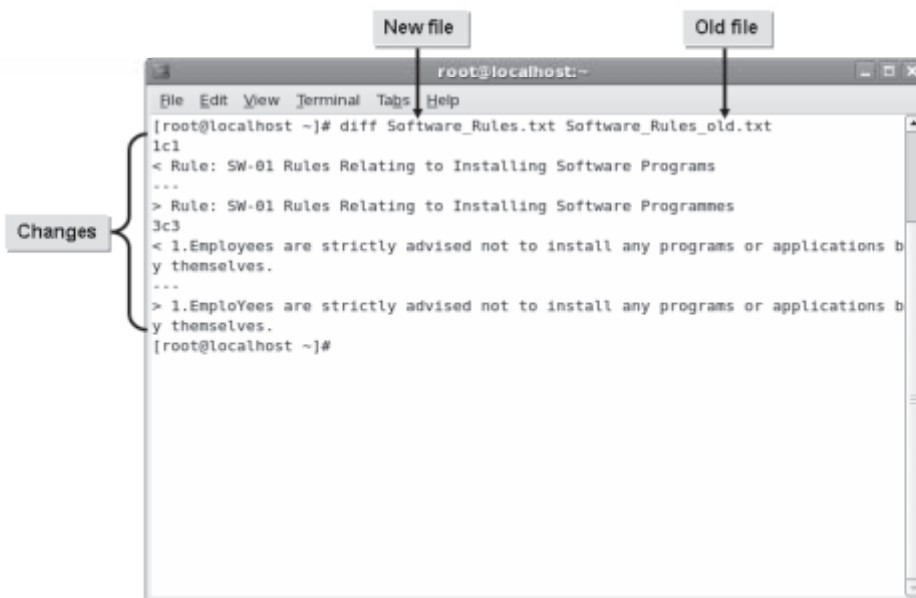 New file
Old file
root@localhost:~
File Edit View Terminal Tabs Help
[root@localhost ~]# diff Software_Rules.txt Software_Rules_old.txt
1c1
< Rule: SW-01 Rules Relating to Installing Software Programs
---
> Rule: SW-01 Rules Relating to Installing Software Programmes
3c3
< 1.Employees are strictly advised not to install any programs or applications b
y themselves.
---
> 1.EmploYees are strictly advised not to install any programs or applications b
y themselves.
[root@localhost ~]#
Changes